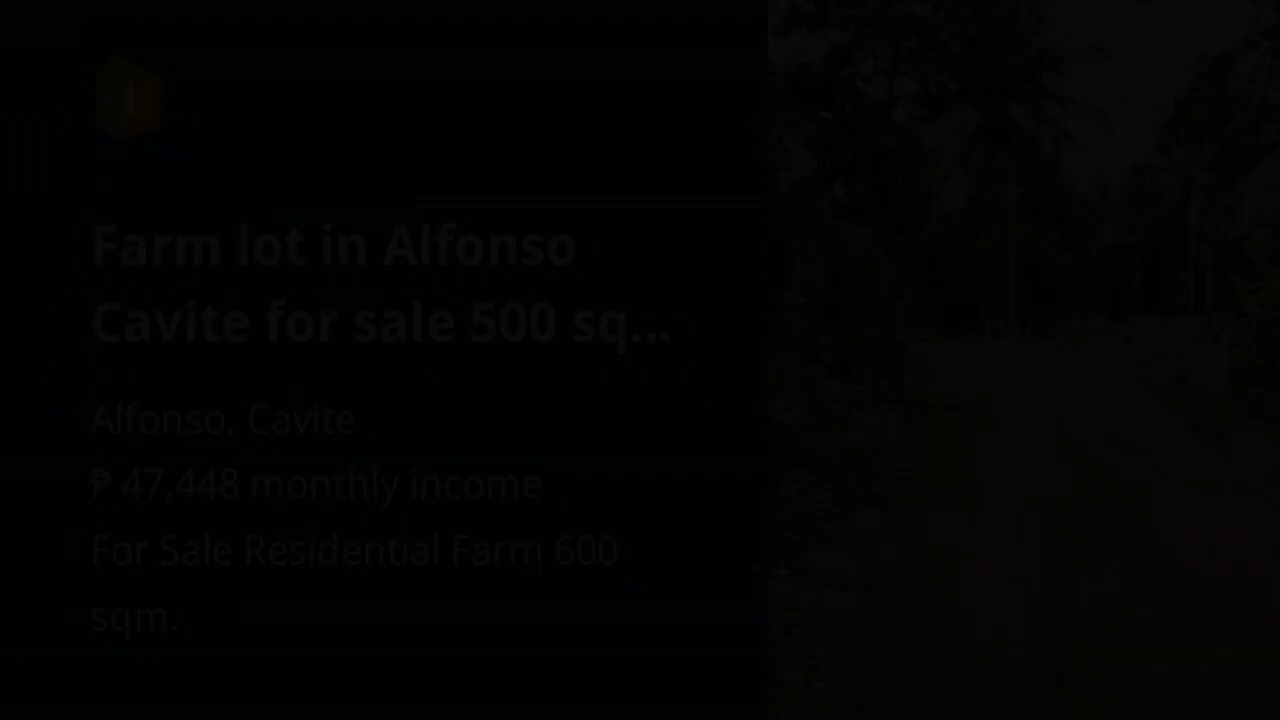 Farm lot in Alfonso
Cavite for sale 500 sq...
Alfonso, Cavite
₱ 47,448 monthly income
For Sale Residential Farm 600
sqm.